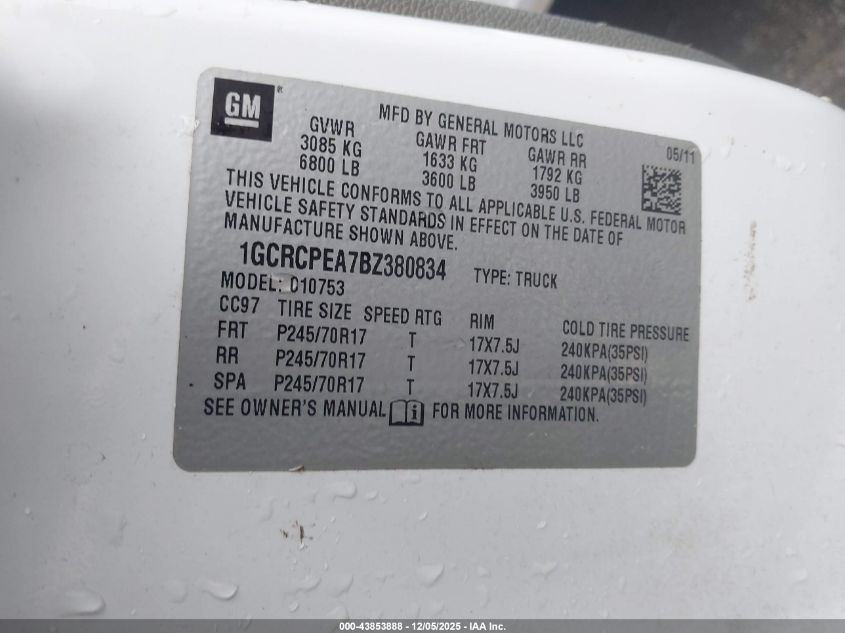 GM®
MFD BY GENERAL MOTORS LLC
05/11
GVWR GAWR FRT GAWR RR
3085 KG 1633 KG 1792 KG
6800 LB 3600 LB 3950 LB
THIS VEHICLE CONFORMS TO ALL APPLICABLE U.S. FEDERAL MOTOR
VEHICLE SAFETY STANDARDS IN EFFECT ON THE DATE OF
MANUFACTURE SHOWN ABOVE.
1GCRCPEA7BZ380834 TYPE: TRUCK
MODEL: C10753
CC97 TIRE SIZE SPEED RTG RIM COLD TIRE PRESSURE
FRT P245/70R17 T 17X7.5J 240KPA(35PSI)
RR P245/70R17 T 17X7.5J 240KPA(35PSI)
SPA P245/70R17 T 17X7.5J 240KPA(35PSI)
SEE OWNER'S MANUAL FOR MORE INFORMATION.
000-43853888 - 12/05/2025 - IAA Inc.